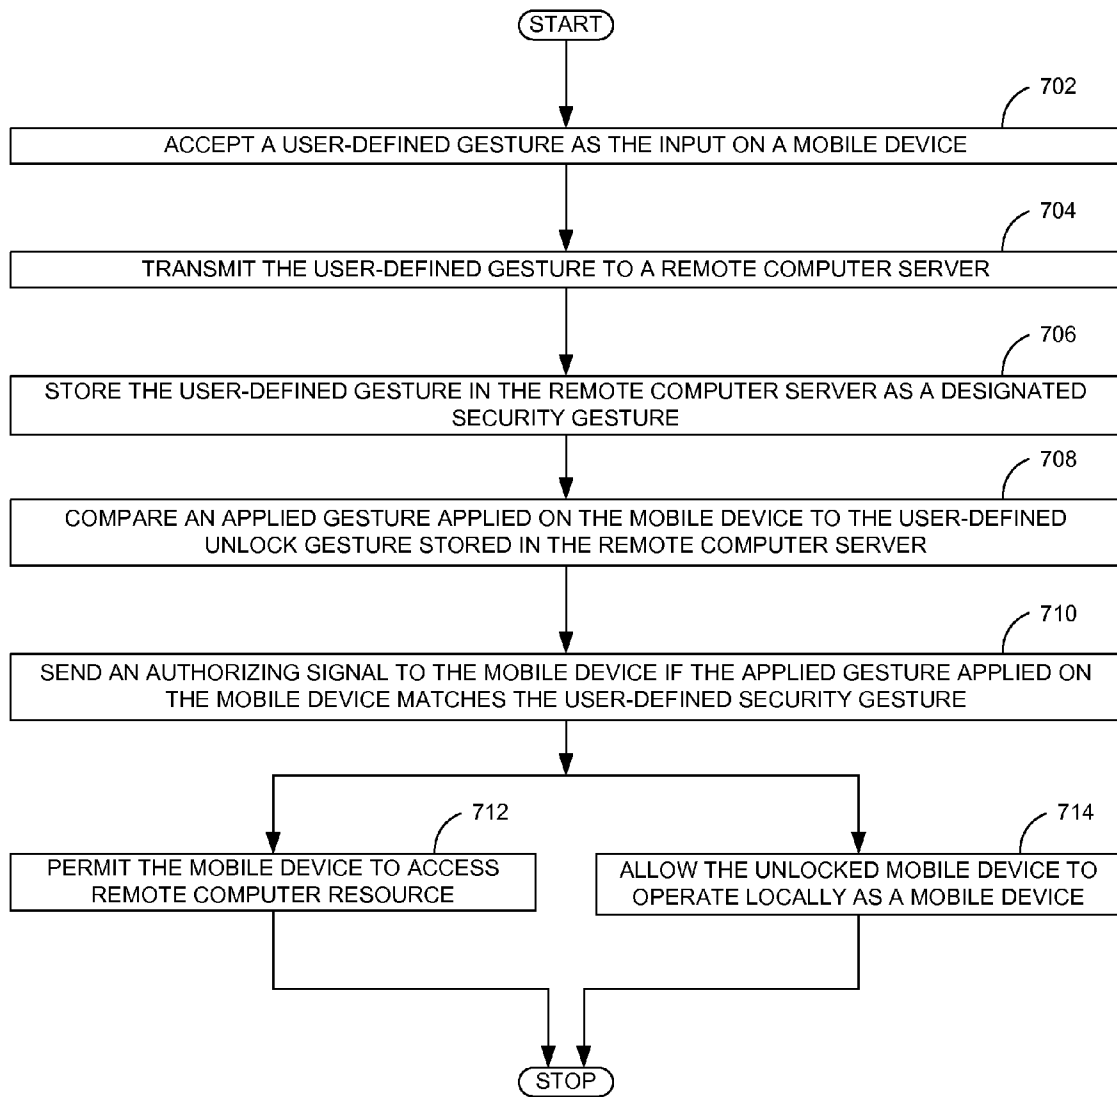 START
702
ACCEPT A USER-DEFINED GESTURE AS THE INPUT ON A MOBILE DEVICE
704
TRANSMIT THE USER-DEFINED GESTURE TO A REMOTE COMPUTER SERVER
706
STORE THE USER-DEFINED GESTURE IN THE REMOTE COMPUTER SERVER AS A DESIGNATED
SECURITY GESTURE
708
COMPARE AN APPLIED GESTURE APPLIED ON THE MOBILE DEVICE TO THE USER-DEFINED
UNLOCK GESTURE STORED IN THE REMOTE COMPUTER SERVER
710
SEND AN AUTHORIZING SIGNAL TO THE MOBILE DEVICE IF THE APPLIED GESTURE APPLIED ON
THE MOBILE DEVICE MATCHES THE USER-DEFINED SECURITY GESTURE
712
PERMIT THE MOBILE DEVICE TO ACCESS
REMOTE COMPUTER RESOURCE
714
ALLOW THE UNLOCKED MOBILE DEVICE TO
OPERATE LOCALLY AS A MOBILE DEVICE
STOP